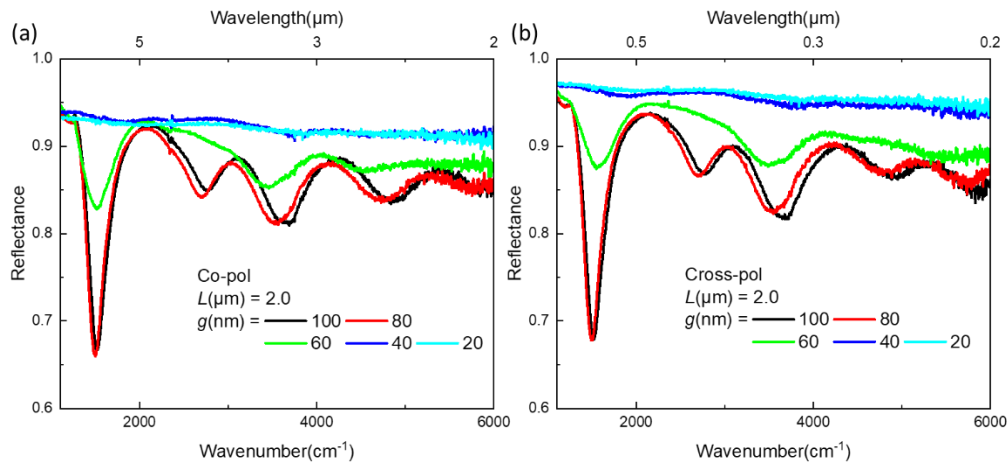 (a)
Wavelength(μm)
5 3 2
1.0
0.9
0.8
0.7
0.6
Reflectance
Co-pol
L(μm) = 2.0
g(nm) = 100 80
60 40 20
2000 4000 6000
Wavenumber(cm⁻¹)
(b)
Wavelength(μm)
0.5 0.3 0.2
1.0
0.9
0.8
0.7
0.6
Reflectance
Cross-pol
L(μm) = 2.0
g(nm) = 100 80
60 40 20
2000 4000 6000
Wavenumber(cm⁻¹)